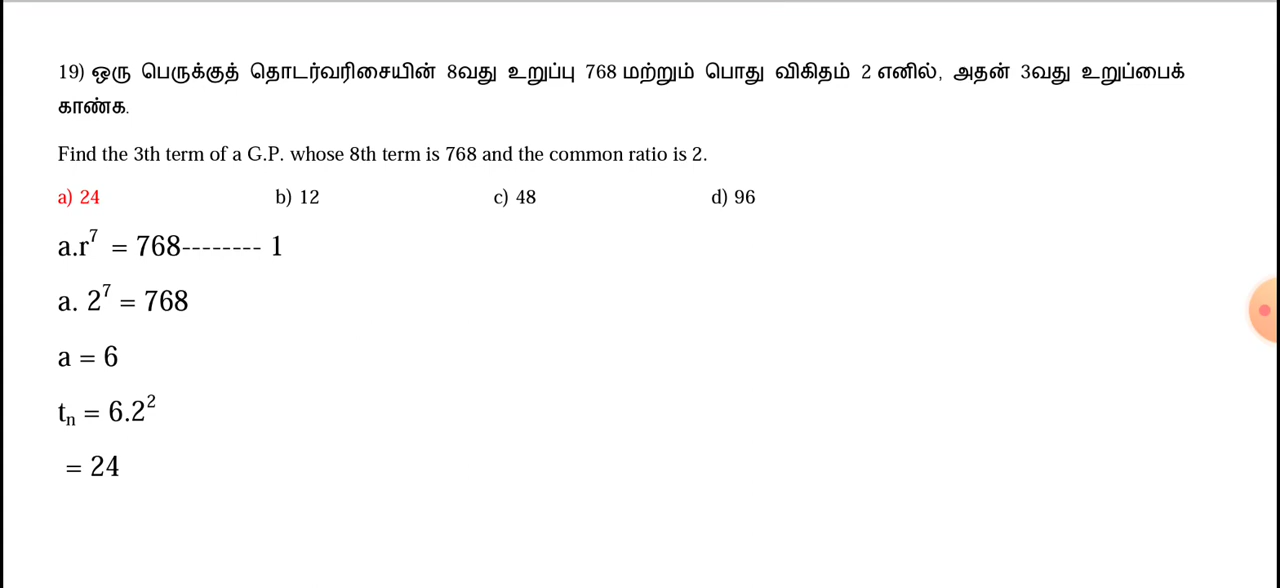 19) ஒரு பெருக்குத் தொடர்வரிசையின் 8வது உறுப்பு 768 மற்றும் பொது விகிதம் 2 எனில், அதன் 3வது உறுப்பைக்
காண்க.
Find the 3th term of a G.P. whose 8th term is 768 and the common ratio is 2.
a) 24 b) 12 c) 48 d) 96
a.r⁷ = 768-------- 1
a. 2⁷ = 768
a = 6
tₙ = 6.2²
= 24